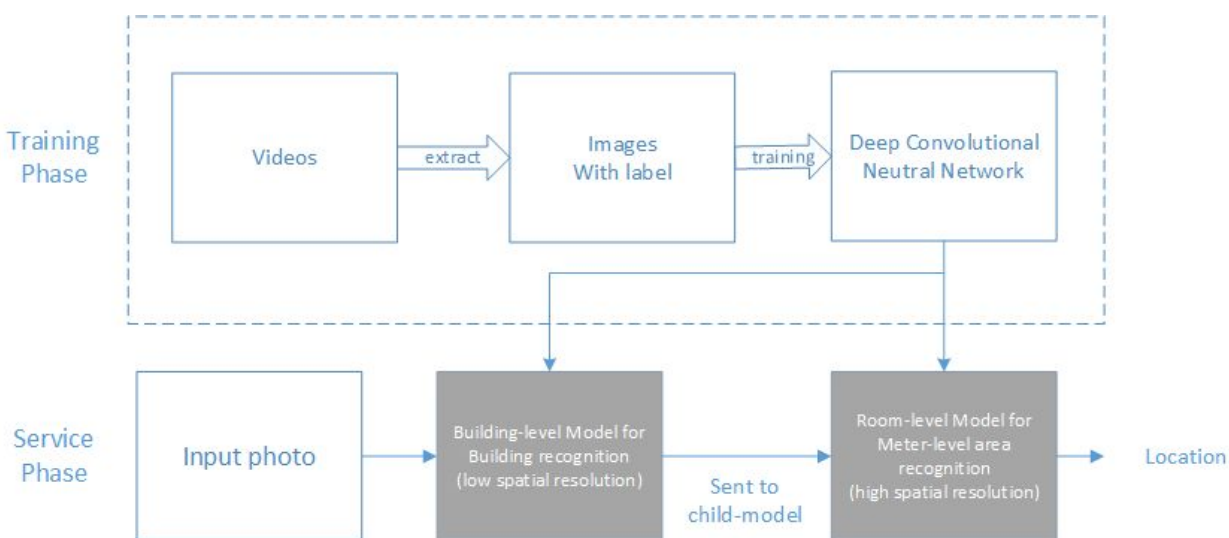 Training
Phase
Videos
extract
Images
With label
training
Deep Convolutional
Neutral Network
Service
Phase
Input photo
Building-level Model for
Building recognition
(low spatial resolution)
Sent to
child-model
Room-level Model for
Meter-level area
recognition
(high spatial resolution)
Location